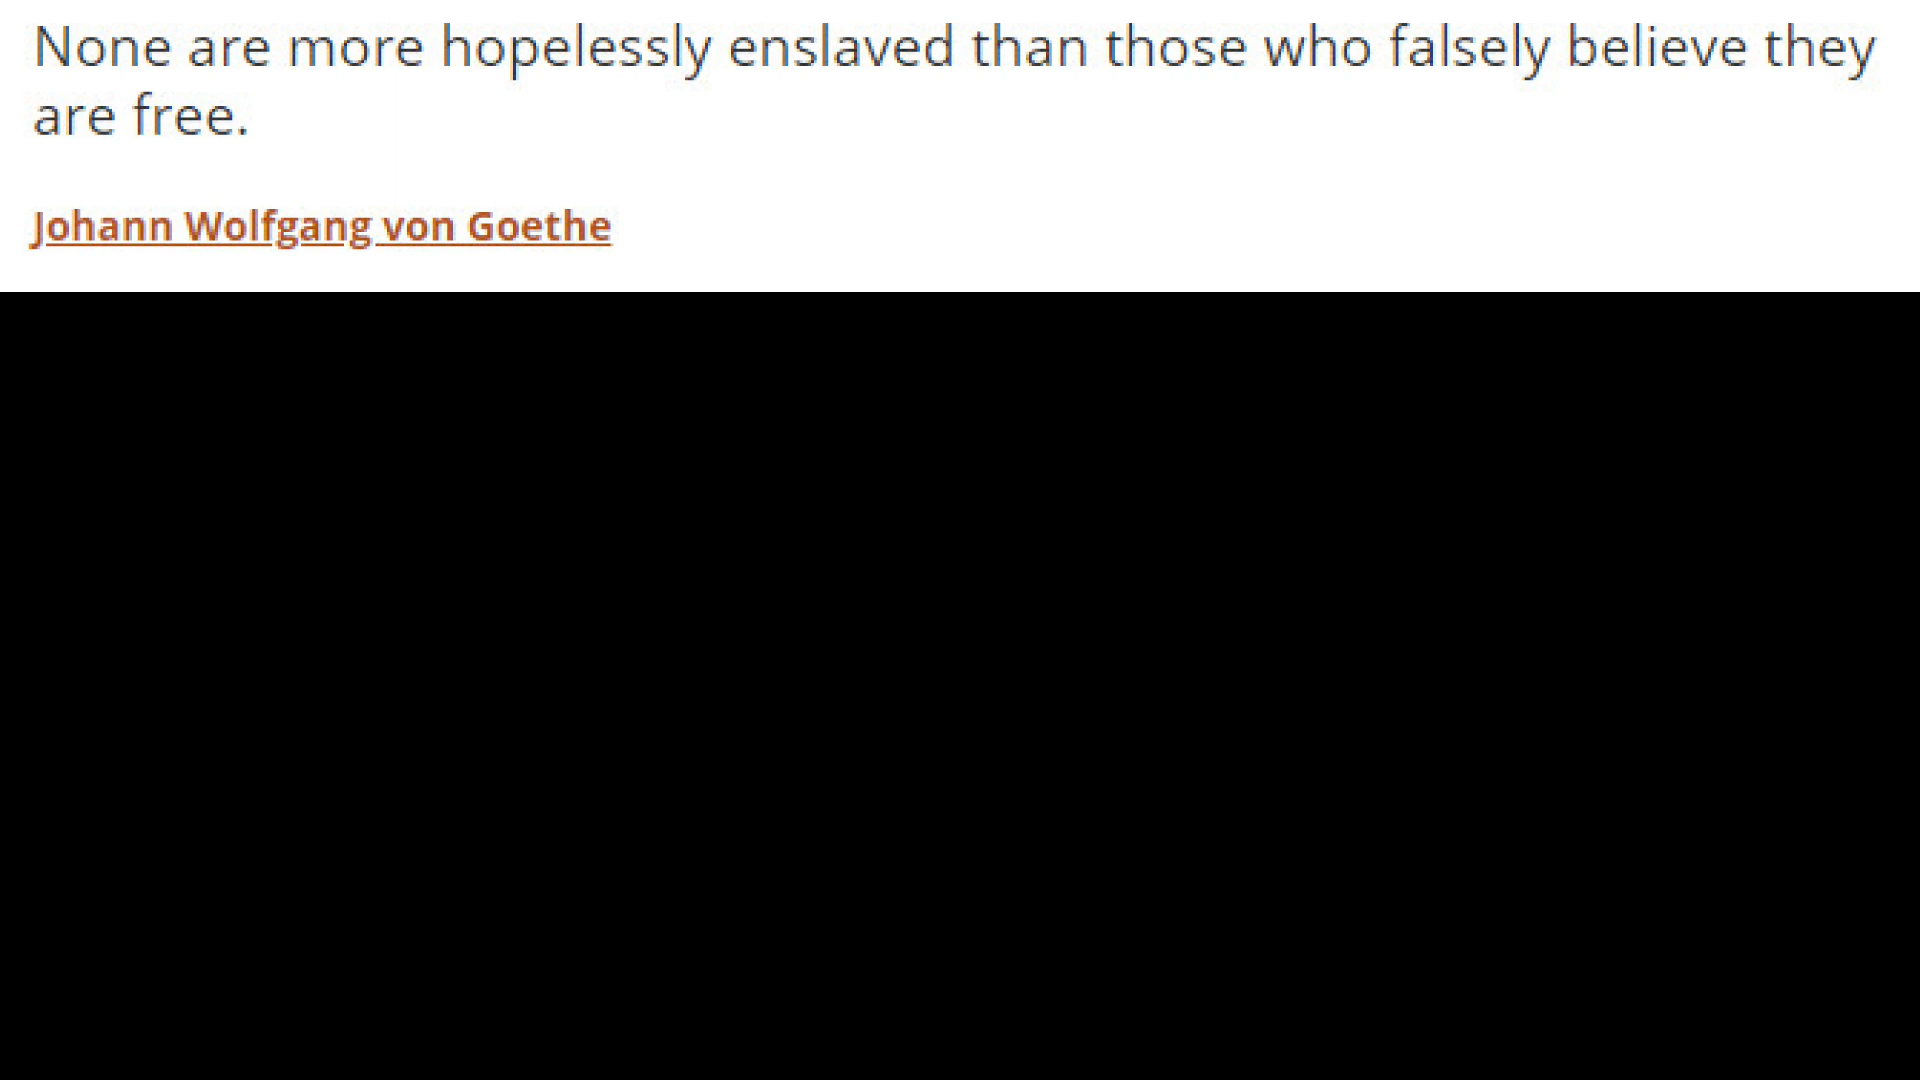 None are more hopelessly enslaved than those who falsely believe they
are free.
Johann Wolfgang von Goethe